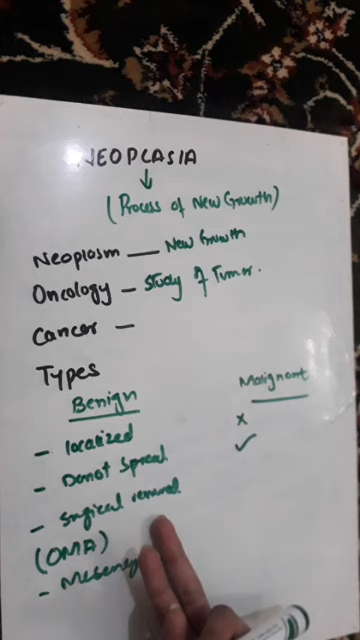 NEOPLASIA
(Process of New Growth)
Neoplasm — New Growth
Oncology — Study of Tumor.
Cancer —
Types
Benign Malignant
- localized ×
- Donot Spread ✓
- Surgical removal
(OMA)